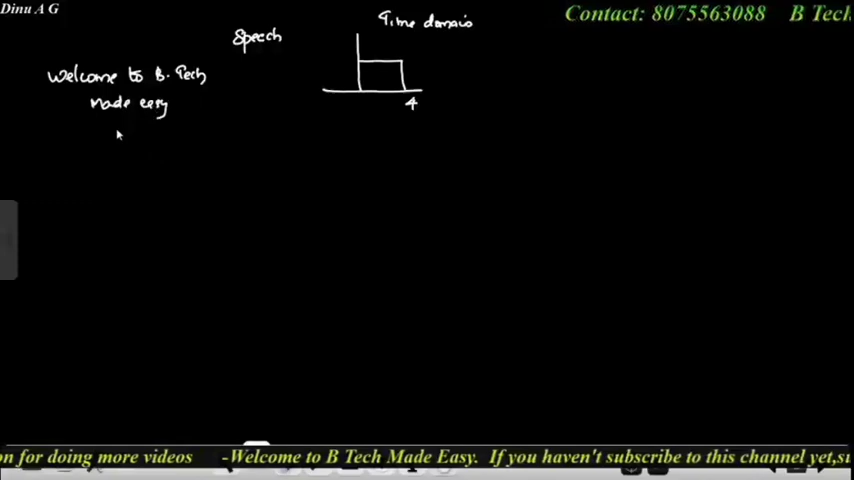 Dinu A G
Contact: 8075563088 B Tech
Time domain
Speech
Welcome to B. Tech
made easy
4
on for doing more videos -Welcome to B Tech Made Easy. If you haven't subscribe to this channel yet,su